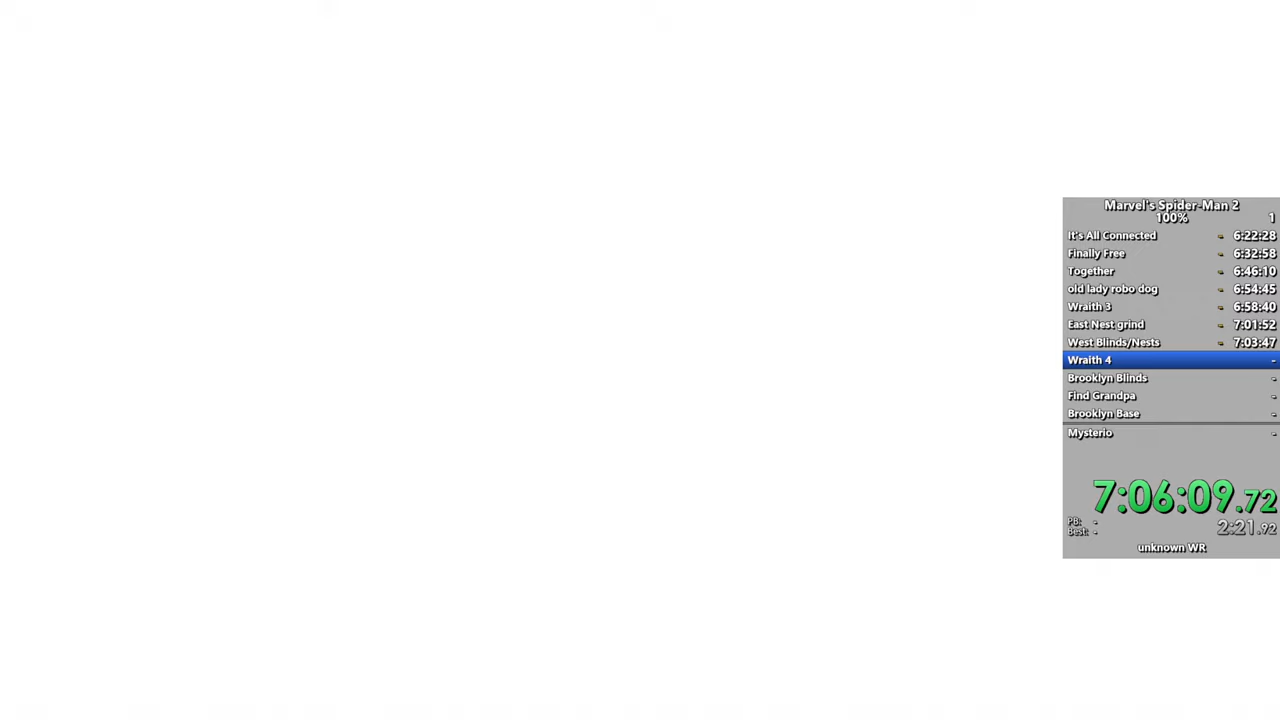 Marvel's Spider-Man 2
100% 1
It's All Connected - 6:22:28
Finally Free - 6:32:58
Together - 6:46:10
old lady robo dog - 6:54:45
Wraith 3 - 6:58:40
East Nest grind - 7:01:52
West Blinds/Nests - 7:03:47
Wraith 4 -
Brooklyn Blinds -
Find Grandpa -
Brooklyn Base -
Mysterio -
7:06:09.72
PB: - 2:21.92
Best: -
unknown WR